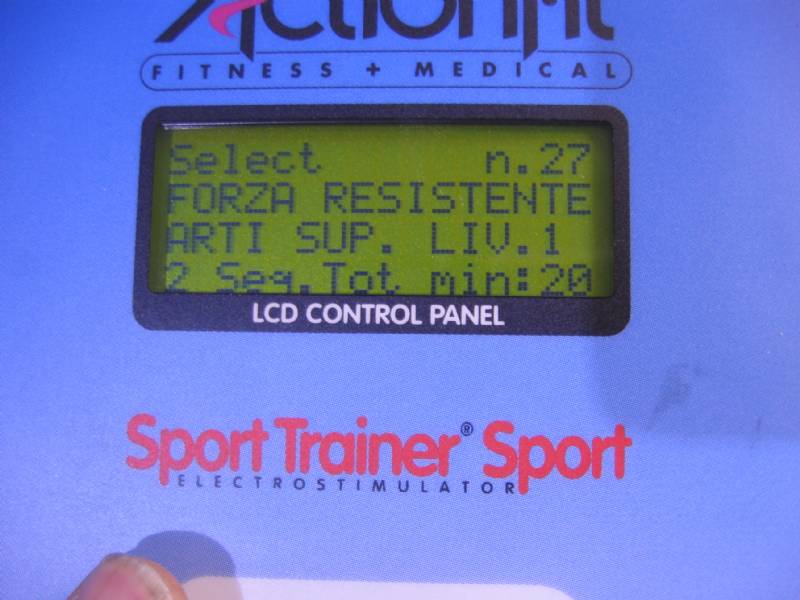 ActionFit
FITNESS + MEDICAL
Select n.27
FORZA RESISTENTE
ARTI SUP. LIV.1
2 Seq.Tot min:20
LCD CONTROL PANEL
Sport Trainer® Sport
ELECTROSTIMULATOR